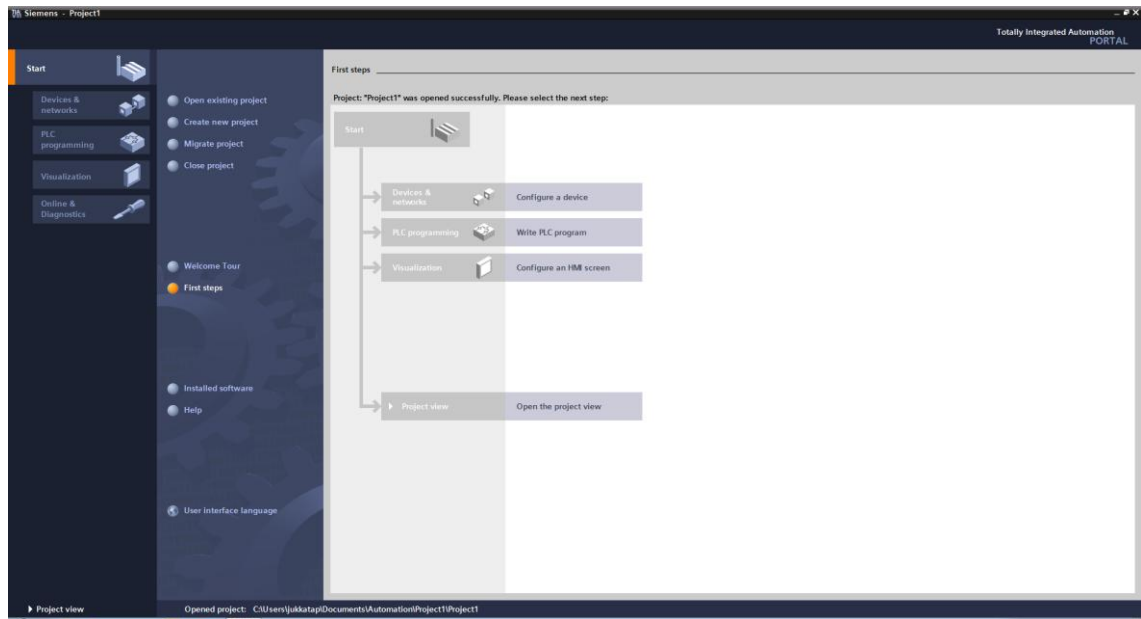 Siemens - Project1
Totally Integrated Automation
PORTAL
Start
Devices &
networks
PLC
programming
Visualization
Online &
Diagnostics
Open existing project
Create new project
Migrate project
Close project
Welcome Tour
First steps
Installed software
Help
User interface language
First steps
Project: "Project1" was opened successfully. Please select the next step:
Start
Devices &
networks
Configure a device
PLC programming
Write PLC program
Visualization
Configure an HMI screen
Project view
Open the project view
Project view
Opened project: C:\Users\jukkatap\Documents\Automation\Project1\Project1